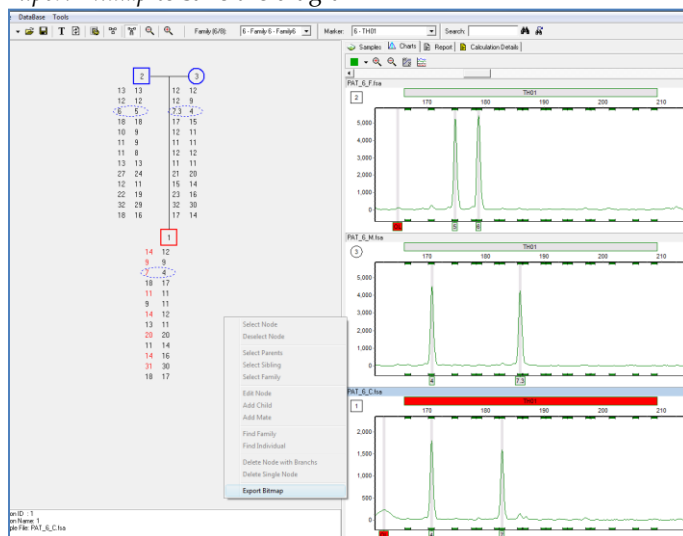 DataBase Tools
Family (6/9): 6 - Family 6 - Family6 Marker: 6 - TH01 Search:
Samples Charts Report Calculation Details
2 3
13 13 12 12
12 12 12 9
6 5 7.3 4
18 18 17 15
10 9 12 11
11 9 11 11
11 8 12 12
13 13 11 11
27 24 21 20
12 11 15 14
22 19 23 16
32 29 32 30
18 16 17 14
1
14 12
9 9
7 4
18 17
11 11
9 11
14 12
13 11
20 20
11 14
14 16
31 30
18 17
Select Node
Deselect Node
Select Parents
Select Sibling
Select Family
Edit Node
Add Child
Add Mate
Find Family
Find Individual
Delete Node with Branchs
Delete Single Node
Export Bitmap
PAT_6_F.fsa
2
TH01
170 180 190 200 210
5,000
4,000
3,000
2,000
1,000
0
PAT_6_M.fsa
3
TH01
170 180 190 200 210
5,000
4,000
3,000
2,000
1,000
0
4 7.3
PAT_6_C.fsa
1
TH01
170 180 190 200 210
2,000
1,500
1,000
500
0
4 7
on ID : 1
on Name: 1
ple File: PAT_6_C.fsa